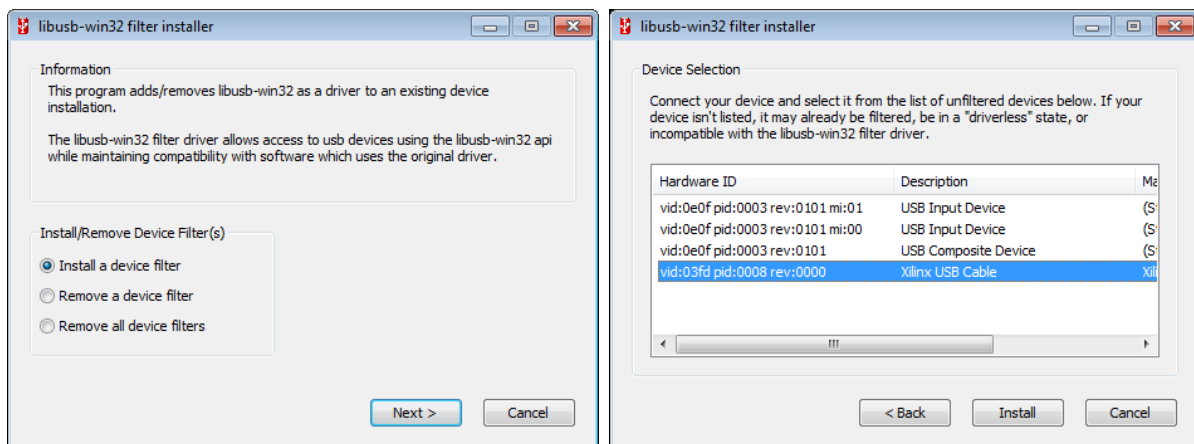 libusb-win32 filter installer
Information
This program adds/removes libusb-win32 as a driver to an existing device
installation.
The libusb-win32 filter driver allows access to usb devices using the libusb-win32 api
while maintaining compatibility with software which uses the original driver.
Install/Remove Device Filter(s)
Install a device filter
Remove a device filter
Remove all device filters
Next >
Cancel
libusb-win32 filter installer
Device Selection
Connect your device and select it from the list of unfiltered devices below. If your
device isn't listed, it may already be filtered, be in a "driverless" state, or
incompatible with the libusb-win32 filter driver.
Hardware ID Description
vid:0e0f pid:0003 rev:0101 mi:01 USB Input Device
vid:0e0f pid:0003 rev:0101 mi:00 USB Input Device
vid:0e0f pid:0003 rev:0101 USB Composite Device
vid:03fd pid:0008 rev:0000 Xilinx USB Cable
< Back
Install
Cancel